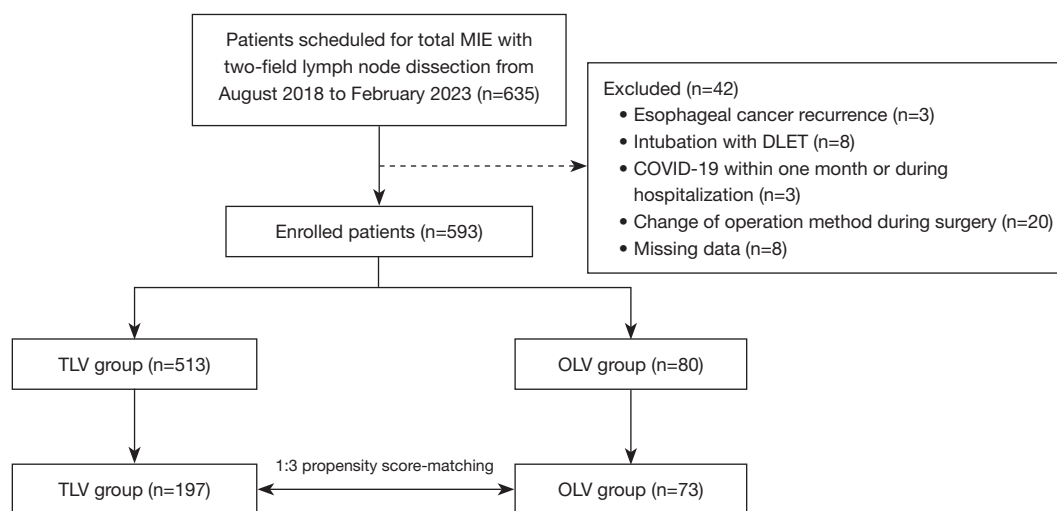 Patients scheduled for total MIE with
two-field lymph node dissection from
August 2018 to February 2023 (n=635)
Excluded (n=42)
• Esophageal cancer recurrence (n=3)
• Intubation with DLET (n=8)
• COVID-19 within one month or during
hospitalization (n=3)
• Change of operation method during surgery (n=20)
• Missing data (n=8)
Enrolled patients (n=593)
TLV group (n=513)
OLV group (n=80)
1:3 propensity score-matching
TLV group (n=197)
OLV group (n=73)